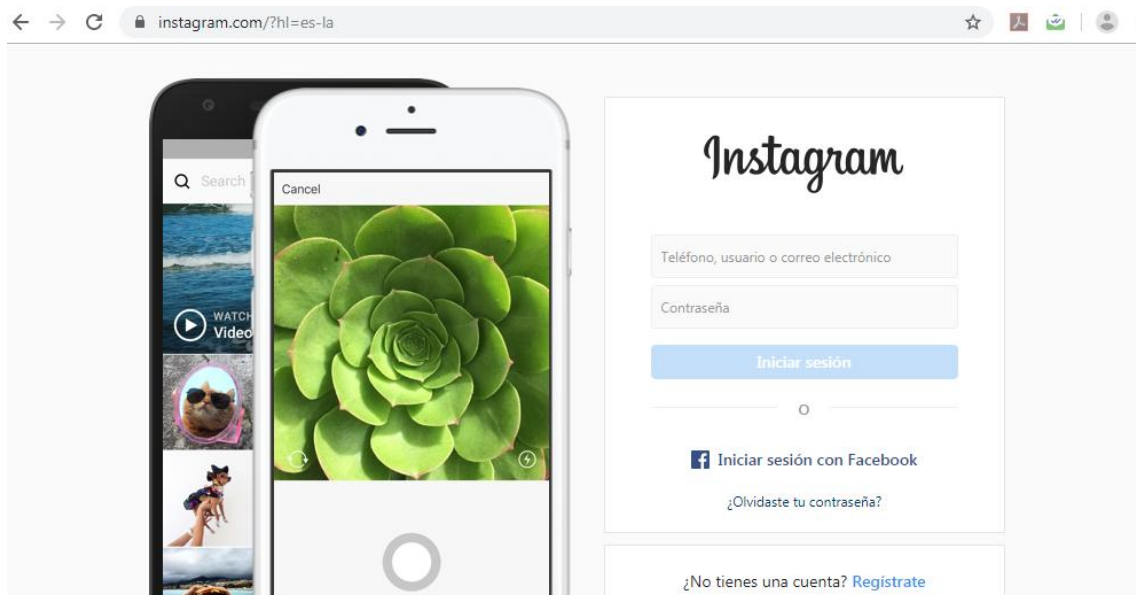 instagram.com/?hl=es-la
Search
Cancel
WATCH
Video
Instagram
Teléfono, usuario o correo electrónico
Contraseña
Iniciar sesión
O
Iniciar sesión con Facebook
¿Olvidaste tu contraseña?
¿No tienes una cuenta? Regístrate